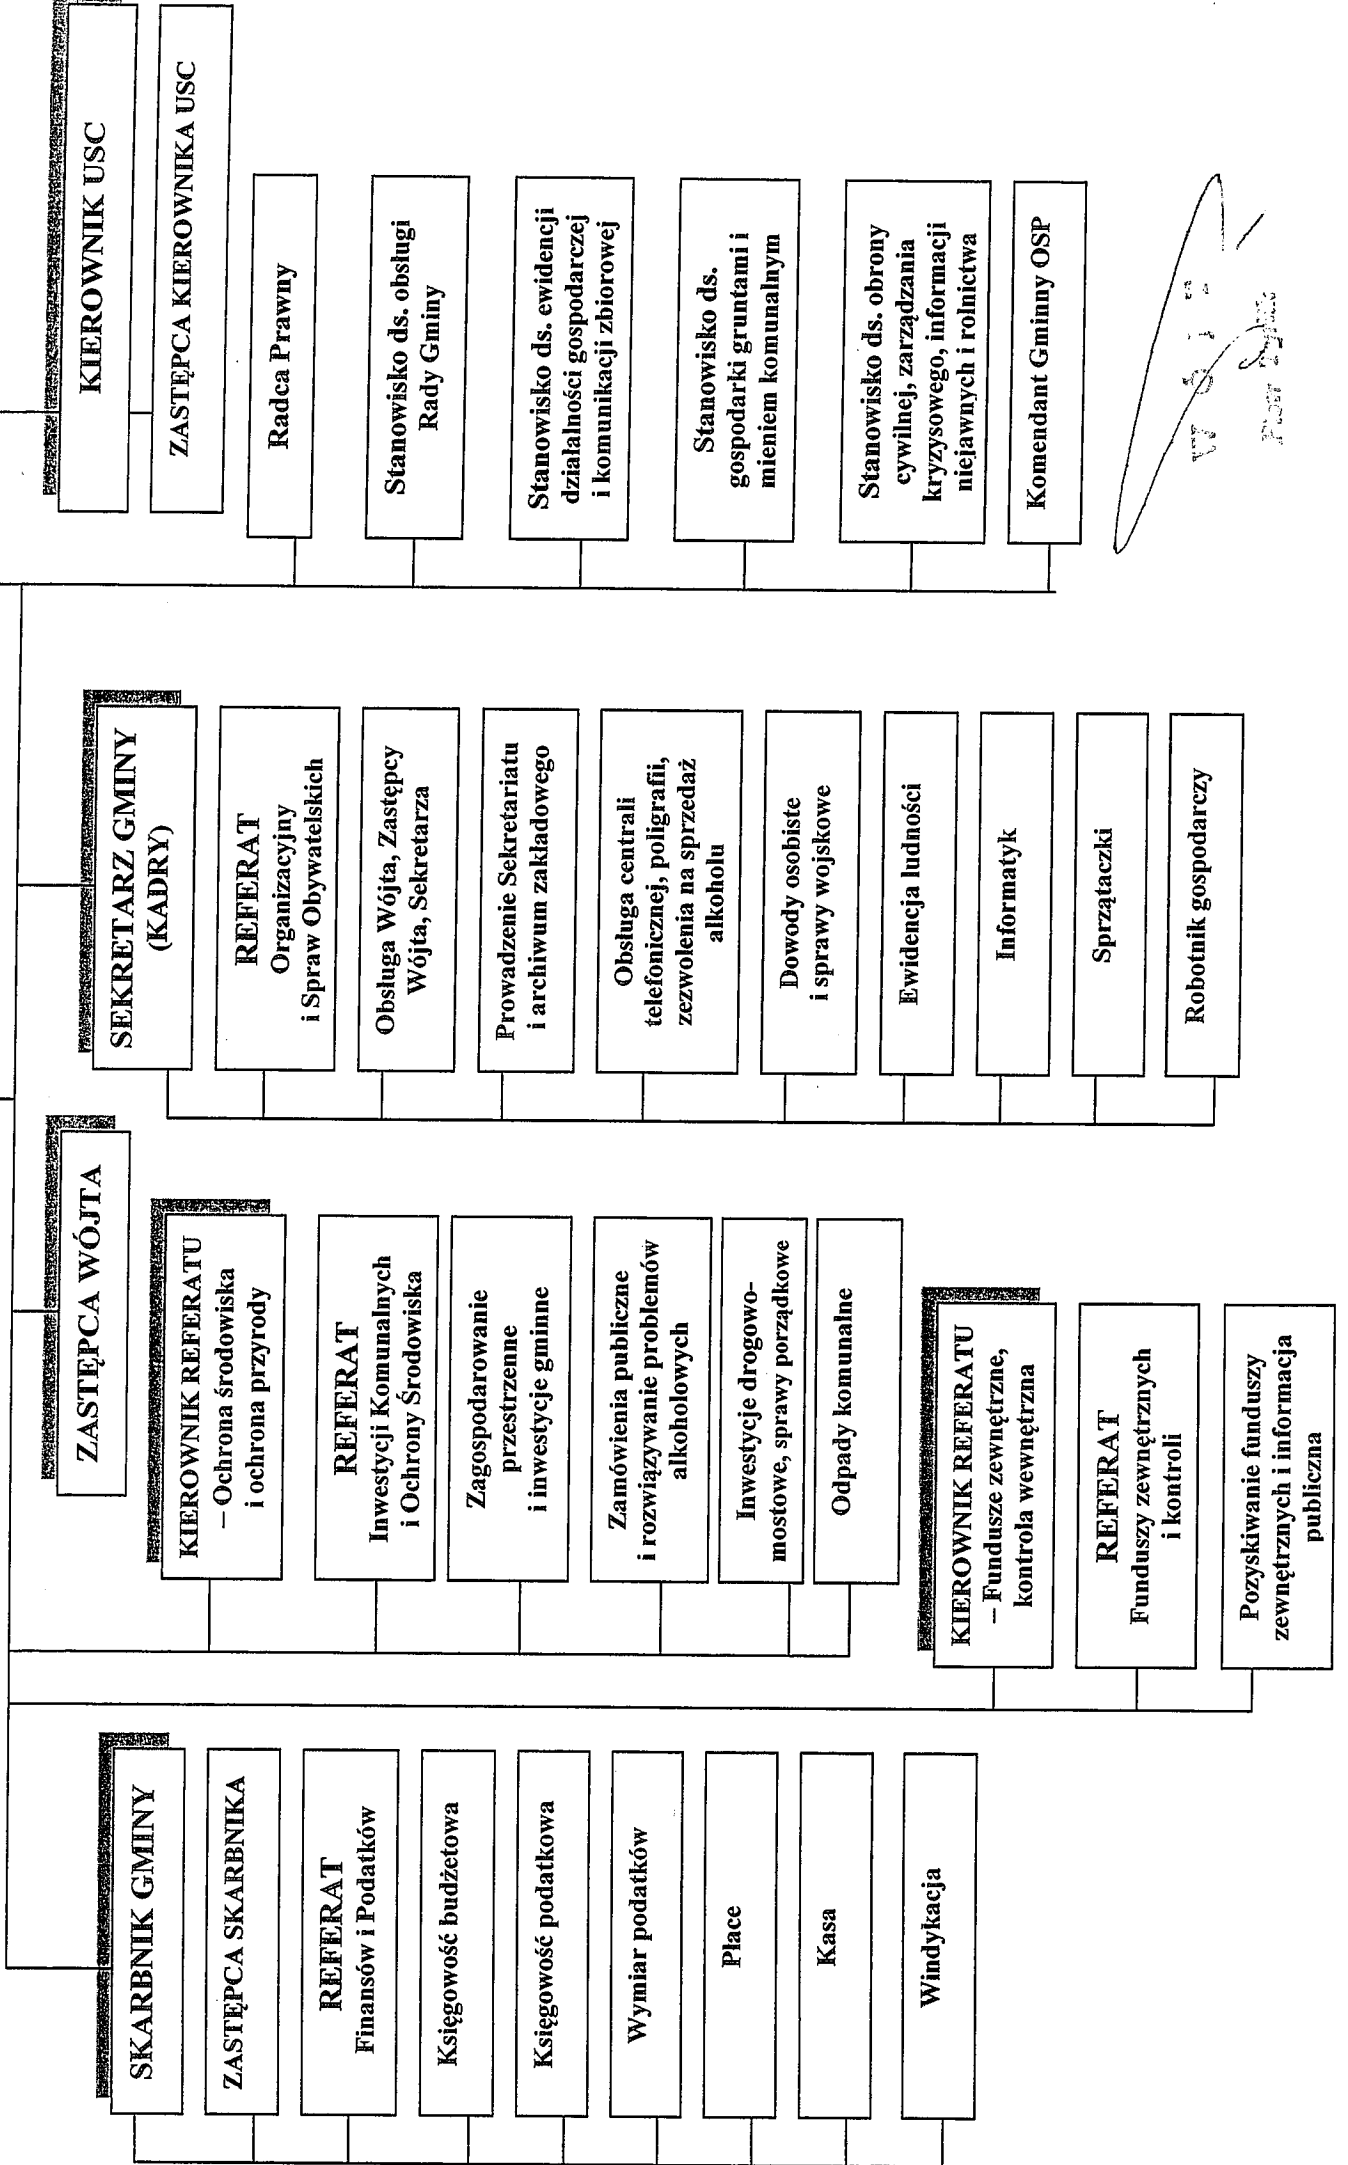 SKARBNIK GMINY
ZASTĘPCA SKARBNIKA
REFERAT
Finansów i Podatków
Księgowość budżetowa
Księgowość podatkowa
Wymiar podatków
Płace
Kasa
Windykacja
ZASTĘPCA WÓJTA
KIEROWNIK REFERATU
– Ochrona środowiska
i ochrona przyrody
REFERAT
Inwestycji Komunalnych
i Ochrony Środowiska
Zagospodarowanie
przestrzenne
i inwestycje gminne
Zamówienia publiczne
i rozwiązywanie problemów
alkoholowych
Inwestycje drogowo-
mostowe, sprawy porządkowe
Odpady komunalne
KIEROWNIK REFERATU
– Fundusze zewnętrzne,
kontrola wewnętrzna
REFERAT
Funduszy zewnętrznych
i kontroli
Pozyskiwanie funduszy
zewnętrznych i informacja
publiczna
SEKRETARZ GMINY
(KADRY)
REFERAT
Organizacyjny
i Spraw Obywatelskich
Obsługa Wójta, Zastępcy
Wójta, Sekretarza
Prowadzenie Sekretariatu
i archiwum zakładowego
Obsługa centrali
telefonicznej, poligrafii,
zezwolenia na sprzedaż
alkoholu
Dowody osobiste
i sprawy wojskowe
Ewidencja ludności
Informatyk
Sprzątaczki
Robotnik gospodarczy
KIEROWNIK USC
ZASTĘPCA KIEROWNIKA USC
Radca Prawny
Stanowisko ds. obsługi
Rady Gminy
Stanowisko ds. ewidencji
działalności gospodarczej
i komunikacji zbiorowej
Stanowisko ds.
gospodarki gruntami i
mieniem komunalnym
Stanowisko ds. obrony
cywilnej, zarządzania
kryzysowego, informacji
niejawnych i rolnictwa
Komendant Gminny OSP
W Ó J T